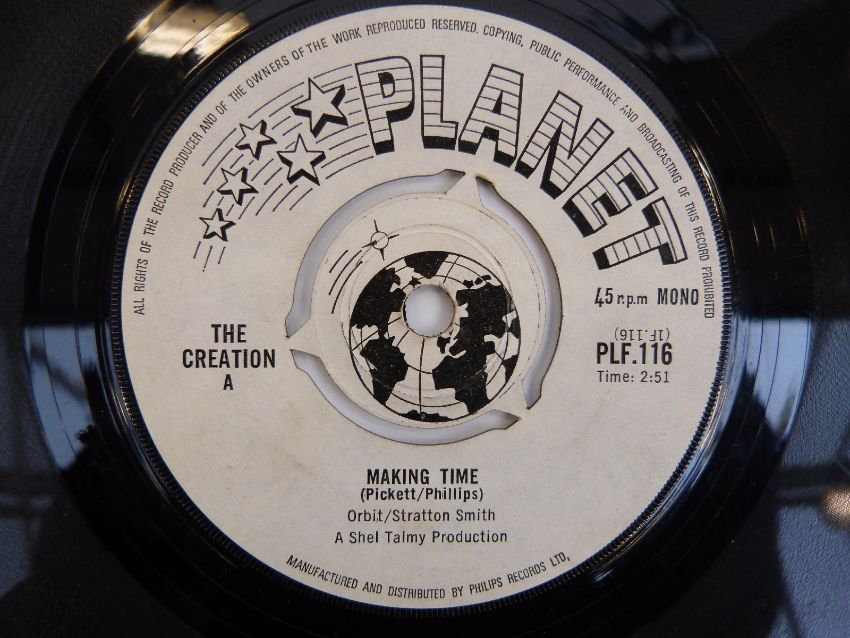 ALL RIGHTS OF THE RECORD PRODUCER AND OF THE OWNERS OF THE WORK REPRODUCED RESERVED. COPYING, PUBLIC PERFORMANCE AND BROADCASTING OF THIS RECORD PROHIBITED
PLANET
45 r.p.m MONO
(1F.116)
PLF.116
Time: 2:51
THE
CREATION
A
MAKING TIME
(Pickett/Phillips)
Orbit/Stratton Smith
A Shel Talmy Production
MANUFACTURED AND DISTRIBUTED BY PHILIPS RECORDS LTD.